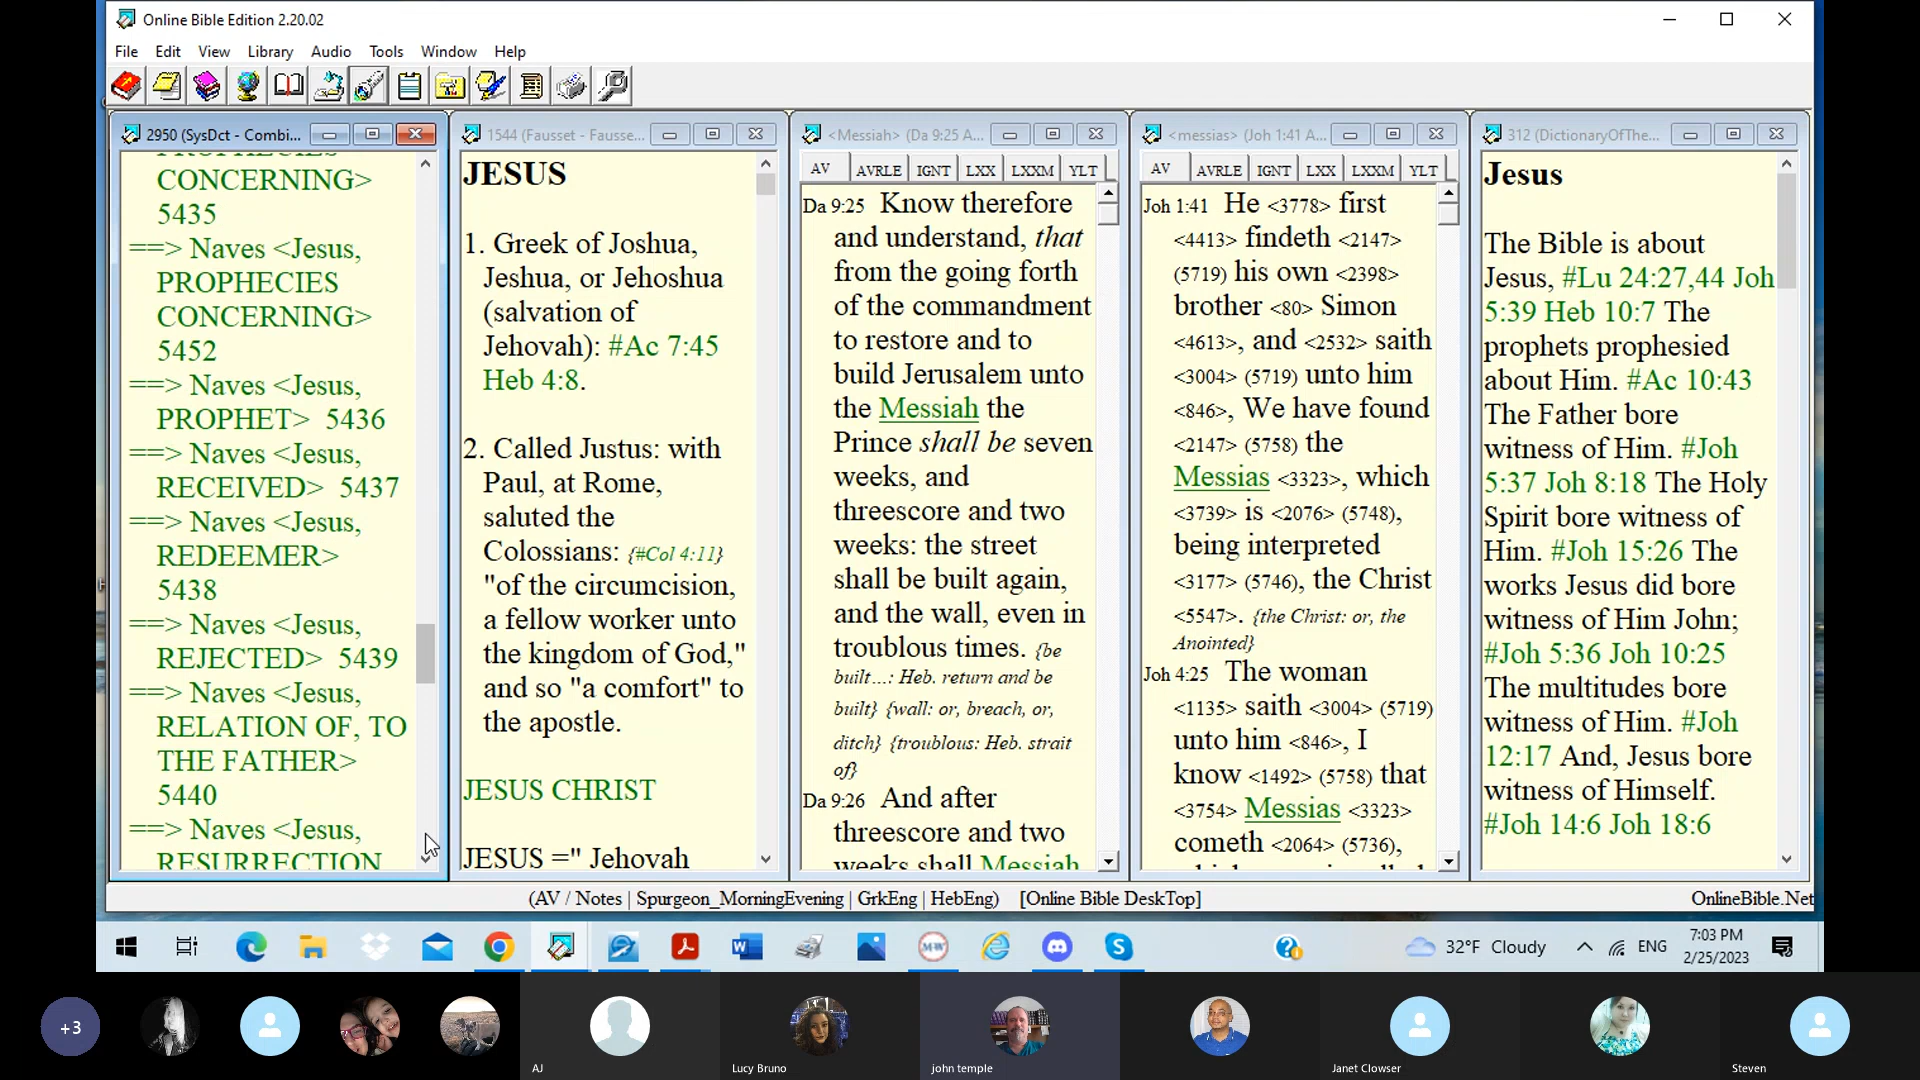 Online Bible Edition 2.20.02
File Edit View Library Audio Tools Window Help
2950 (SysDct - Combi...
PROPHECIES
CONCERNING>
5435
==> Naves <Jesus,
PROPHECIES
CONCERNING>
5452
==> Naves <Jesus,
PROPHET> 5436
==> Naves <Jesus,
RECEIVED> 5437
==> Naves <Jesus,
REDEEMER>
5438
==> Naves <Jesus,
REJECTED> 5439
==> Naves <Jesus,
RELATION OF, TO
THE FATHER>
5440
==> Naves <Jesus,
RESURRECTION
1544 (Fausset - Fausse...
JESUS
1. Greek of Joshua,
Jeshua, or Jehoshua
(salvation of
Jehovah): #Ac 7:45
Heb 4:8.
2. Called Justus: with
Paul, at Rome,
saluted the
Colossians: {#Col 4:11}
"of the circumcision,
a fellow worker unto
the kingdom of God,"
and so "a comfort" to
the apostle.
JESUS CHRIST
JESUS =" Jehovah
<Messiah> (Da 9:25 A...
AV AVRLE IGNT LXX LXXM YLT
Da 9:25 Know therefore
and understand, that
from the going forth
of the commandment
to restore and to
build Jerusalem unto
the Messiah the
Prince shall be seven
weeks, and
threescore and two
weeks: the street
shall be built again,
and the wall, even in
troublous times. {be
built…: Heb. return and be
built} {wall: or, breach, or,
ditch} {troublous: Heb. strait
of}
Da 9:26 And after
threescore and two
weeks shall Messiah
<messias> (Joh 1:41 A...
AV AVRLE IGNT LXX LXXM YLT
Joh 1:41 He <3778> first
<4413> findeth <2147>
(5719) his own <2398>
brother <80> Simon
<4613>, and <2532> saith
<3004> (5719) unto him
<846>, We have found
<2147> (5758) the
Messias <3323>, which
<3739> is <2076> (5748),
being interpreted
<3177> (5746), the Christ
<5547>. {the Christ: or, the
Anointed}
Joh 4:25 The woman
<1135> saith <3004> (5719)
unto him <846>, I
know <1492> (5758) that
<3754> Messias <3323>
cometh <2064> (5736),
312 (DictionaryOfThe...
Jesus
The Bible is about
Jesus, #Lu 24:27,44 Joh
5:39 Heb 10:7 The
prophets prophesied
about Him. #Ac 10:43
The Father bore
witness of Him. #Joh
5:37 Joh 8:18 The Holy
Spirit bore witness of
Him. #Joh 15:26 The
works Jesus did bore
witness of Him John;
#Joh 5:36 Joh 10:25
The multitudes bore
witness of Him. #Joh
12:17 And, Jesus bore
witness of Himself.
#Joh 14:6 Joh 18:6
(AV / Notes | Spurgeon_MorningEvening | GrkEng | HebEng) [Online Bible DeskTop]
OnlineBible.Net
32°F Cloudy
ENG
7:03 PM
2/25/2023
+3
AJ
Lucy Bruno
john temple
Janet Clowser
Steven